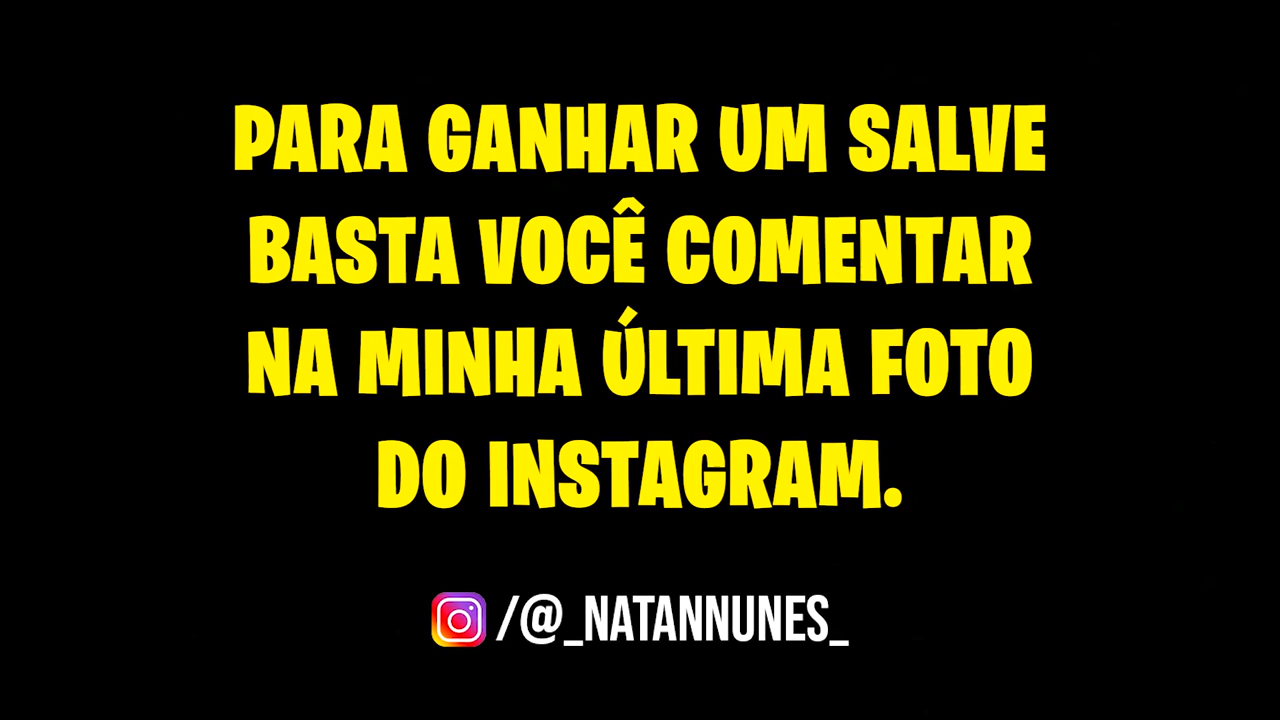 PARA GANHAR UM SALVE
BASTA VOCÊ COMENTAR
NA MINHA ÚLTIMA FOTO
DO INSTAGRAM.
/@_NATANNUNES_